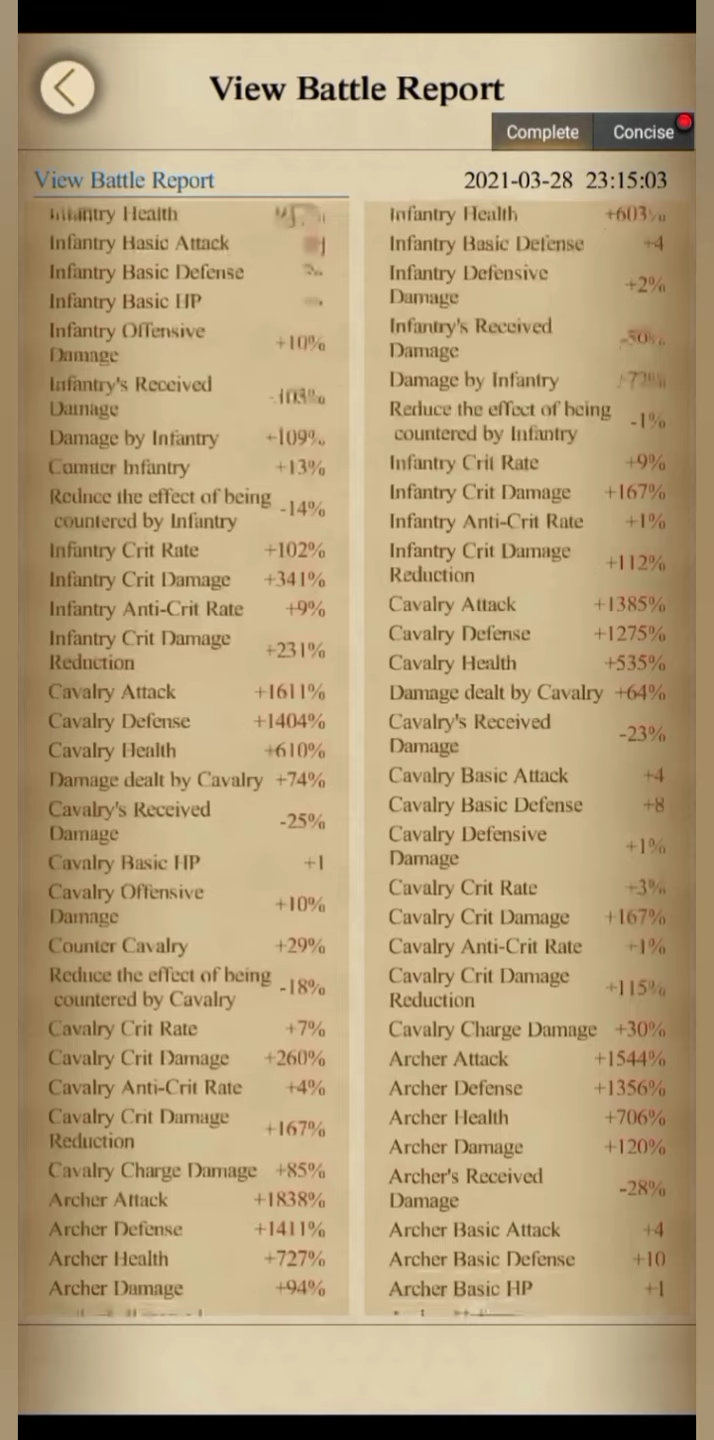 View Battle Report
Complete
Concise
View Battle Report
2021-03-28 23:15:03
Infantry Health
Infantry Basic Attack
Infantry Basic Defense
Infantry Basic HP
Infantry Offensive +10%
Damage
Infantry's Received
Damage
Damage by Infantry +109%
Counter Infantry +13%
Reduce the effect of being -14%
countered by Infantry
Infantry Crit Rate +102%
Infantry Crit Damage +341%
Infantry Anti-Crit Rate +9%
Infantry Crit Damage +231%
Reduction
Cavalry Attack +1611%
Cavalry Defense +1404%
Cavalry Health +610%
Damage dealt by Cavalry +74%
Cavalry's Received -25%
Damage
Cavalry Basic HP +1
Cavalry Offensive +10%
Damage
Counter Cavalry +29%
Reduce the effect of being -18%
countered by Cavalry
Cavalry Crit Rate +7%
Cavalry Crit Damage +260%
Cavalry Anti-Crit Rate +4%
Cavalry Crit Damage +167%
Reduction
Cavalry Charge Damage +85%
Archer Attack +1838%
Archer Defense +1411%
Archer Health +727%
Archer Damage +94%
Infantry Health +603%
Infantry Basic Defense +4
Infantry Defensive +2%
Damage
Infantry's Received
Damage
Damage by Infantry
Reduce the effect of being -1%
countered by Infantry
Infantry Crit Rate +9%
Infantry Crit Damage +167%
Infantry Anti-Crit Rate +1%
Infantry Crit Damage +112%
Reduction
Cavalry Attack +1385%
Cavalry Defense +1275%
Cavalry Health +535%
Damage dealt by Cavalry +64%
Cavalry's Received -23%
Damage
Cavalry Basic Attack +4
Cavalry Basic Defense +8
Cavalry Defensive +1%
Damage
Cavalry Crit Rate +3%
Cavalry Crit Damage +167%
Cavalry Anti-Crit Rate +1%
Cavalry Crit Damage +115%
Reduction
Cavalry Charge Damage +30%
Archer Attack +1544%
Archer Defense +1356%
Archer Health +706%
Archer Damage +120%
Archer's Received -28%
Damage
Archer Basic Attack +4
Archer Basic Defense +10
Archer Basic HP +1